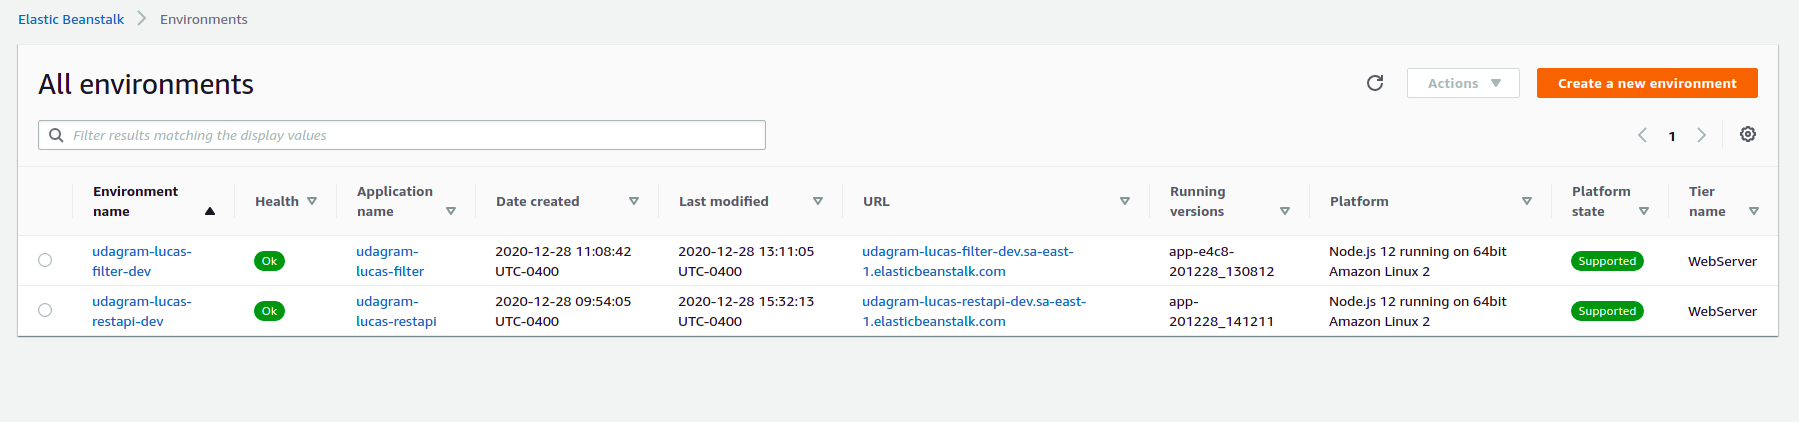 Elastic Beanstalk > Environments
All environments
Actions
Create a new environment
Filter results matching the display values
1
Environment name
Health
Application name
Date created
Last modified
URL
Running versions
Platform
Platform state
Tier name
udagram-lucas-
filter-dev
Ok
udagram-
lucas-filter
2020-12-28 11:08:42
UTC-0400
2020-12-28 13:11:05
UTC-0400
udagram-lucas-filter-dev.sa-east-
1.elasticbeanstalk.com
app-e4c8-
201228_130812
Node.js 12 running on 64bit
Amazon Linux 2
Supported
WebServer
udagram-lucas-
restapi-dev
Ok
udagram-
lucas-restapi
2020-12-28 09:54:05
UTC-0400
2020-12-28 15:32:13
UTC-0400
udagram-lucas-restapi-dev.sa-east-
1.elasticbeanstalk.com
app-
201228_141211
Node.js 12 running on 64bit
Amazon Linux 2
Supported
WebServer